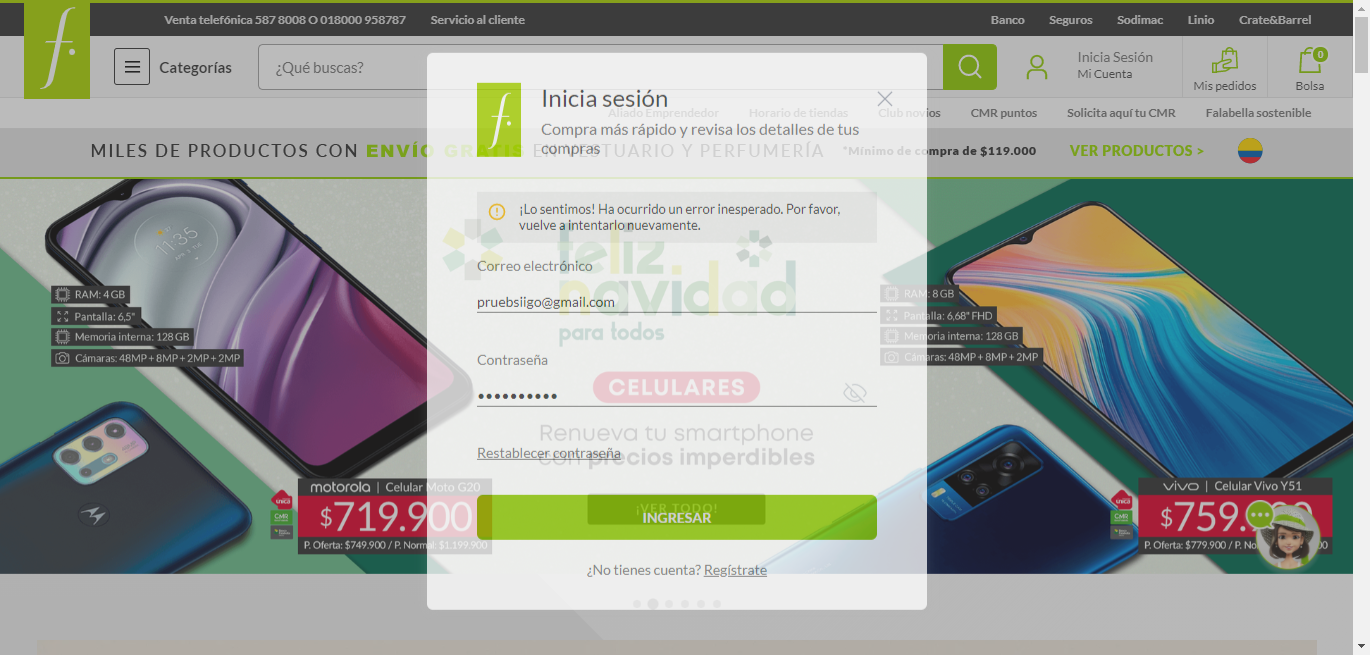 Venta telefónica 587 8008 O 018000 958787
Servicio al cliente
Banco
Seguros
Sodimac
Linio
Crate&Barrel
f.
Categorías
¿Qué buscas?
Inicia Sesión
Mi Cuenta
Mis pedidos
0
Bolsa
Aliado Emprendedor
Horario de tiendas
Club novios
CMR puntos
Solicita aquí tu CMR
Falabella sostenible
MILES DE PRODUCTOS CON ENVÍO GRATIS EN VESTUARIO Y PERFUMERÍA
*Mínimo de compra de $119.000
VER PRODUCTOS >
f.
Inicia sesión
Compra más rápido y revisa los detalles de tus
compras
¡Lo sentimos! Ha ocurrido un error inesperado. Por favor,
vuelve a intentarlo nuevamente.
Correo electrónico
pruebsiigo@gmail.com
Contraseña
••••••••••
Restablecer contraseña
INGRESAR
¿No tienes cuenta? Regístrate
11:35
RAM: 4 GB
Pantalla: 6,5"
Memoria interna: 128 GB
Cámaras: 48MP + 8MP + 2MP + 2MP
feliz
navidad
para todos
CELULARES
Renueva tu smartphone
con precios imperdibles
¡VER TODO!
RAM: 8 GB
Pantalla: 6,68" FHD
Memoria interna: 128 GB
Cámaras: 48MP + 8MP + 2MP
motorola | Celular Moto G20
única
CMR
$719.900
P. Oferta: $749.900 / P. Normal: $1.199.900
vivo | Celular Vivo Y51
única
CMR
$759.
P. Oferta: $779.900 / P. No
00